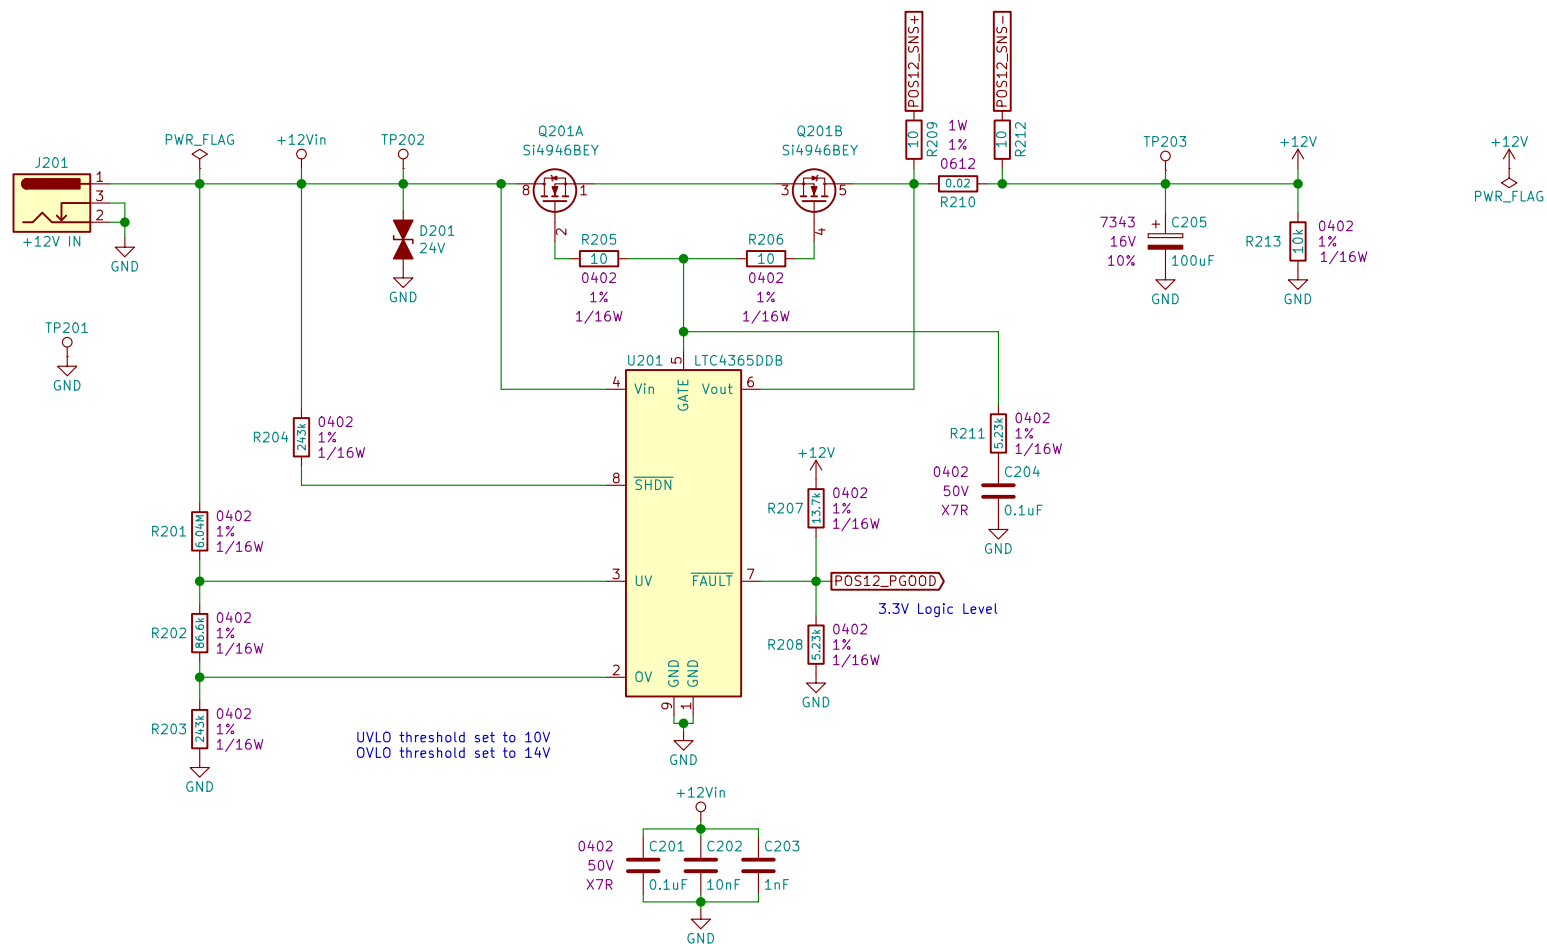 POS12_SNS+
POS12_SNS-
10
R209
1W
1%
0612
0.02
R210
10
R212
PWR_FLAG
+12Vin
TP202
Q201A
Si4946BEY
8
1
2
Q201B
Si4946BEY
3
5
4
TP203
+12V
+12V
PWR_FLAG
J201
1
3
2
+12V IN
GND
D201
24V
GND
R205
10
0402
1%
1/16W
R206
10
0402
1%
1/16W
7343
16V
10%
+
C205
100uF
GND
R213
10k
0402
1%
1/16W
GND
TP201
GND
U201
LTC4365DDB
5
GATE
4
Vin
Vout
6
8
SHDN
3
UV
FAULT
7
2
OV
GND
GND
9
1
GND
R204
243k
0402
1%
1/16W
R211
5.23k
0402
1%
1/16W
0402
50V
X7R
C204
0.1uF
GND
+12V
R207
13.7k
0402
1%
1/16W
POS12_PGOOD
3.3V Logic Level
R208
5.23k
0402
1%
1/16W
GND
R201
6.04M
0402
1%
1/16W
R202
86.6k
0402
1%
1/16W
R203
243k
0402
1%
1/16W
GND
UVLO threshold set to 10V
OVLO threshold set to 14V
+12Vin
0402
50V
X7R
C201
0.1uF
C202
10nF
C203
1nF
GND